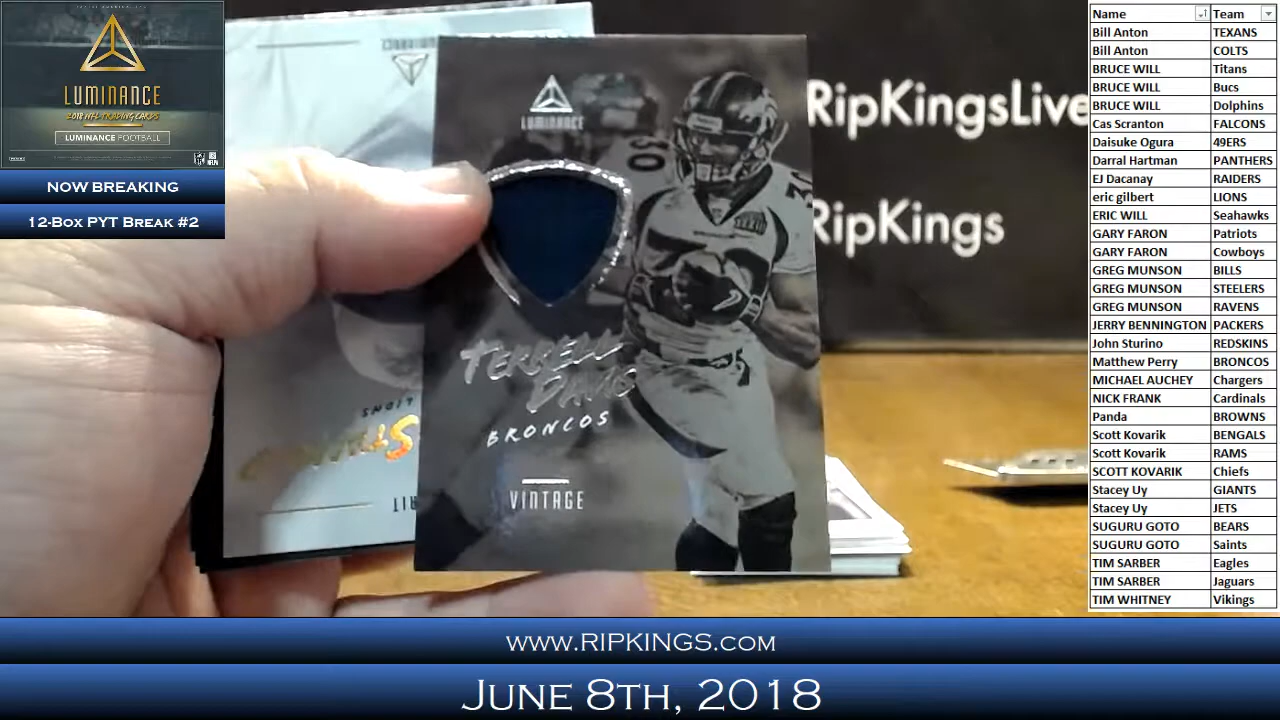 LUMINANCE
2018 NFL TRADING CARDS
LUMINANCE FOOTBALL
NOW BREAKING
12-Box PYT Break #2
LUMINANCE
30
TERRELL
DAVIS
BRONCOS
VINTAGE
LIONS
RipKingsLive
RipKings
Name Team
Bill Anton TEXANS
Bill Anton COLTS
BRUCE WILL Titans
BRUCE WILL Bucs
BRUCE WILL Dolphins
Cas Scranton FALCONS
Daisuke Ogura 49ERS
Darral Hartman PANTHERS
EJ Dacanay RAIDERS
eric gilbert LIONS
ERIC WILL Seahawks
GARY FARON Patriots
GARY FARON Cowboys
GREG MUNSON BILLS
GREG MUNSON STEELERS
GREG MUNSON RAVENS
JERRY BENNINGTON PACKERS
John Sturino REDSKINS
Matthew Perry BRONCOS
MICHAEL AUCHEY Chargers
NICK FRANK Cardinals
Panda BROWNS
Scott Kovarik BENGALS
Scott Kovarik RAMS
SCOTT KOVARIK Chiefs
Stacey Uy GIANTS
Stacey Uy JETS
SUGURU GOTO BEARS
SUGURU GOTO Saints
TIM SARBER Eagles
TIM SARBER Jaguars
TIM WHITNEY Vikings
www.RIPKINGS.com
June 8th, 2018